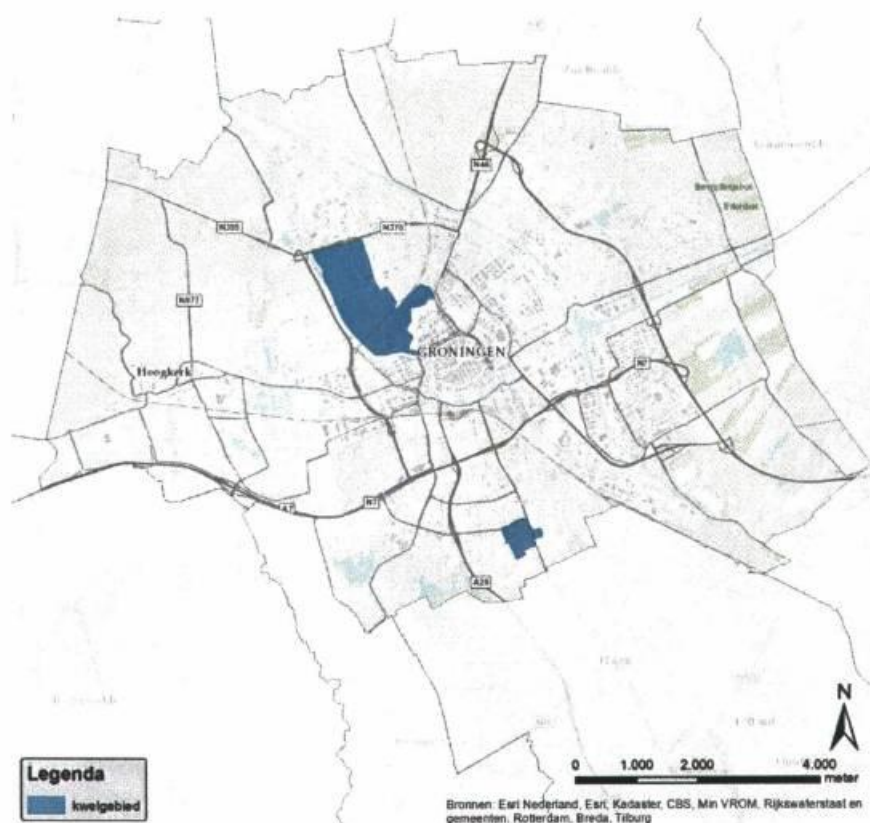 N46
N355
N370
N977
GRONINGEN
Hoogkerk
N7
N7
A7
A28
N
0 1.000 2.000 4.000
meter
Legenda
kwelgebied
Bronnen: Esri Nederland, Esri, Kadaster, CBS, Min VROM, Rijkswaterstaat en
gemeenten. Rotterdam, Breda, Tilburg